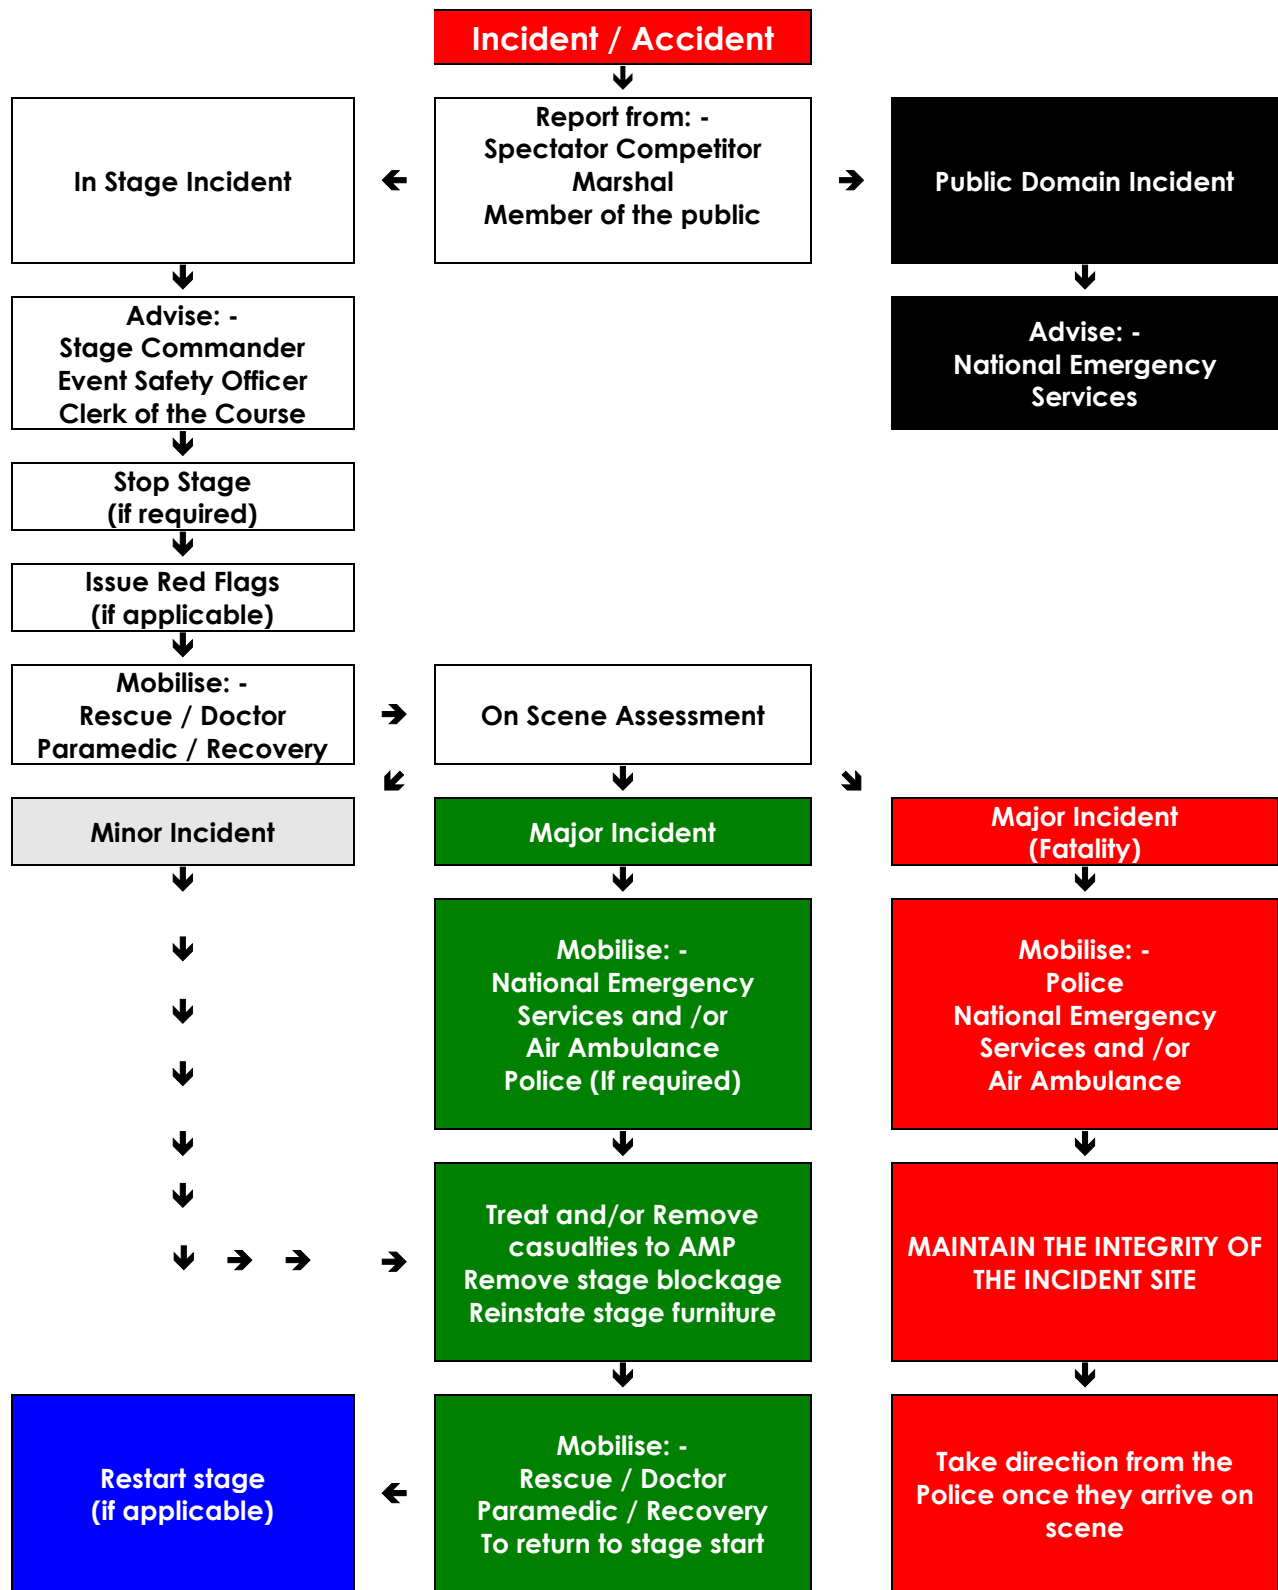 Incident / Accident
Report from: -
Spectator Competitor
Marshal
Member of the public
In Stage Incident
Public Domain Incident
Advise: -
Stage Commander
Event Safety Officer
Clerk of the Course
Advise: -
National Emergency
Services
Stop Stage
(if required)
Issue Red Flags
(if applicable)
Mobilise: -
Rescue / Doctor
Paramedic / Recovery
On Scene Assessment
Minor Incident
Major Incident
Major Incident
(Fatality)
Mobilise: -
National Emergency
Services and /or
Air Ambulance
Police (If required)
Mobilise: -
Police
National Emergency
Services and /or
Air Ambulance
Treat and/or Remove
casualties to AMP
Remove stage blockage
Reinstate stage furniture
MAINTAIN THE INTEGRITY OF
THE INCIDENT SITE
Restart stage
(if applicable)
Mobilise: -
Rescue / Doctor
Paramedic / Recovery
To return to stage start
Take direction from the
Police once they arrive on
scene